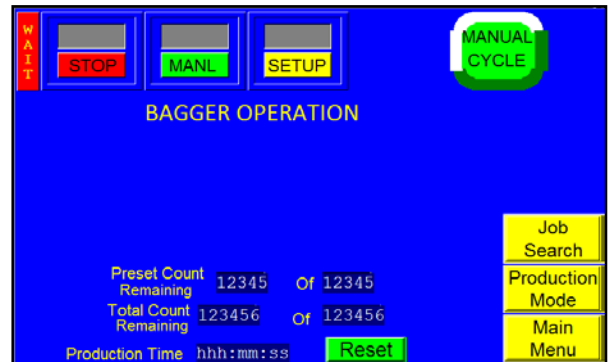 WAIT
STOP
MANL
SETUP
MANUAL
CYCLE
BAGGER OPERATION
Job
Search
Preset Count
Remaining
12345 Of 12345
Production
Mode
Total Count
Remaining
123456 Of 123456
Main
Menu
Production Time hhh:mm:ss
Reset